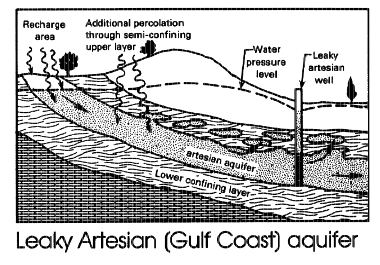 Recharge
area
Additional percolation
through semi-confining
upper layer
Water
pressure
level
Leaky
artesian
well
artesian aquifer
Lower confining layer
Leaky Artesian (Gulf Coast) aquifer